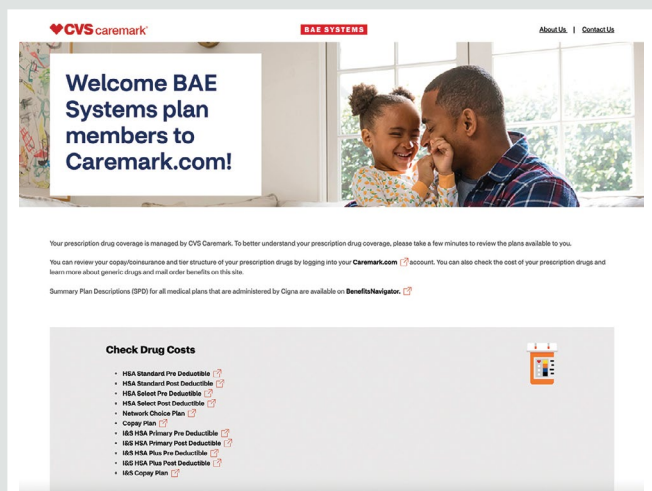 CVS caremark®
BAE SYSTEMS
About Us | Contact Us
Welcome BAE
Systems plan
members to
Caremark.com!
Your prescription drug coverage is managed by CVS Caremark. To better understand your prescription drug coverage, please take a few minutes to review the plans available to you.
You can review your copay/coinsurance and tier structure of your prescription drugs by logging into your Caremark.com account. You can also check the cost of your prescription drugs and
learn more about generic drugs and mail order benefits on this site.
Summary Plan Descriptions (SPD) for all medical plans that are administered by Cigna are available on BenefitsNavigator.
Check Drug Costs
• HSA Standard Pre Deductible
• HSA Standard Post Deductible
• HSA Select Pre Deductible
• HSA Select Post Deductible
• Network Choice Plan
• Copay Plan
• I&S HSA Primary Pre Deductible
• I&S HSA Primary Post Deductible
• I&S HSA Plus Pre Deductible
• I&S HSA Plus Post Deductible
• I&S Copay Plan